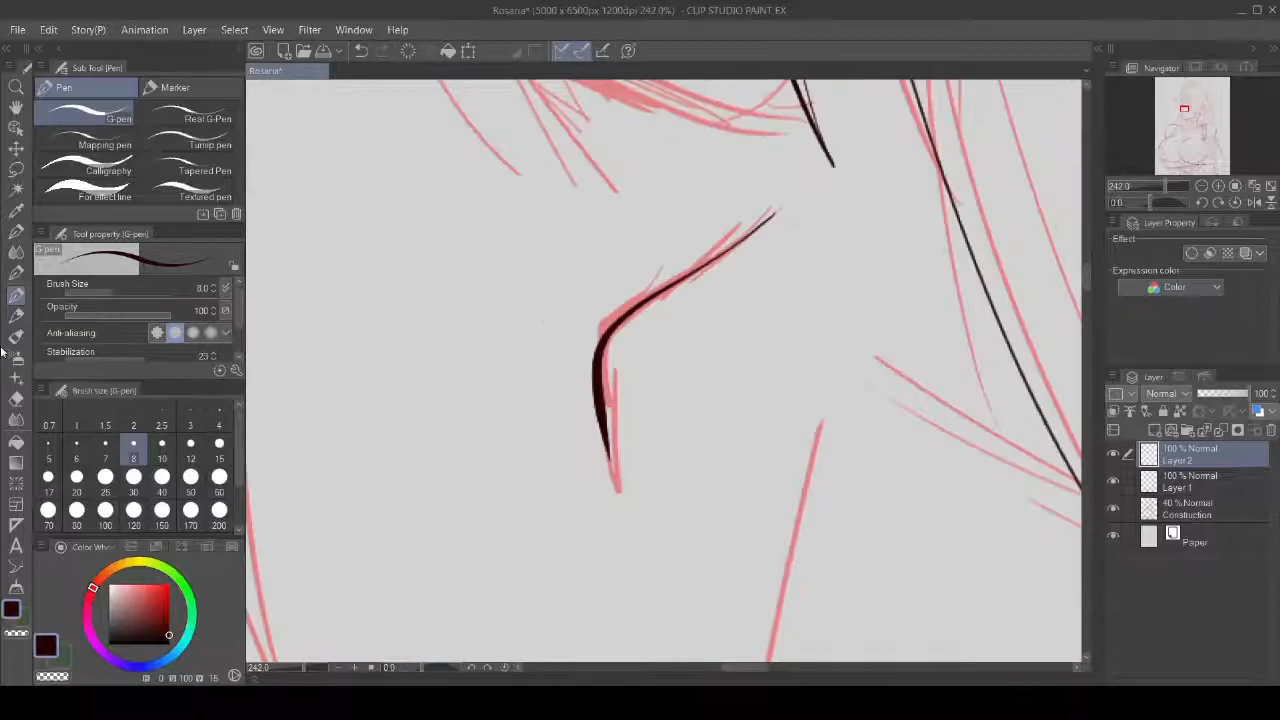 Rosaria* (5000 x 6500px 1200dpi 242.0%) - CLIP STUDIO PAINT EX
File Edit Story(P) Animation Layer Select View Filter Window Help
Sub Tool [Pen]
Pen Marker
G-pen Real G-Pen
Mapping pen Turnip pen
Calligraphy Tapered Pen
For effect line Textured pen
Tool property [G-pen]
G-pen
Brush Size 8.0
Opacity 100
Anti-aliasing
Stabilization 23
Brush size [G-pen]
0.7 1 1.5 2 2.5 3 4
5 6 7 8 10 12 15
17 20 25 30 40 50 60
70 80 100 120 150 170 200
Color Whe
0 100 15
Rosaria*
242.0 0.0
Navigator
242.0
0.0
Layer Property
Effect
Expression color
Color
Layer
Normal 100
100 % Normal
Layer 2
100 % Normal
Layer 1
40 % Normal
Construction
Paper